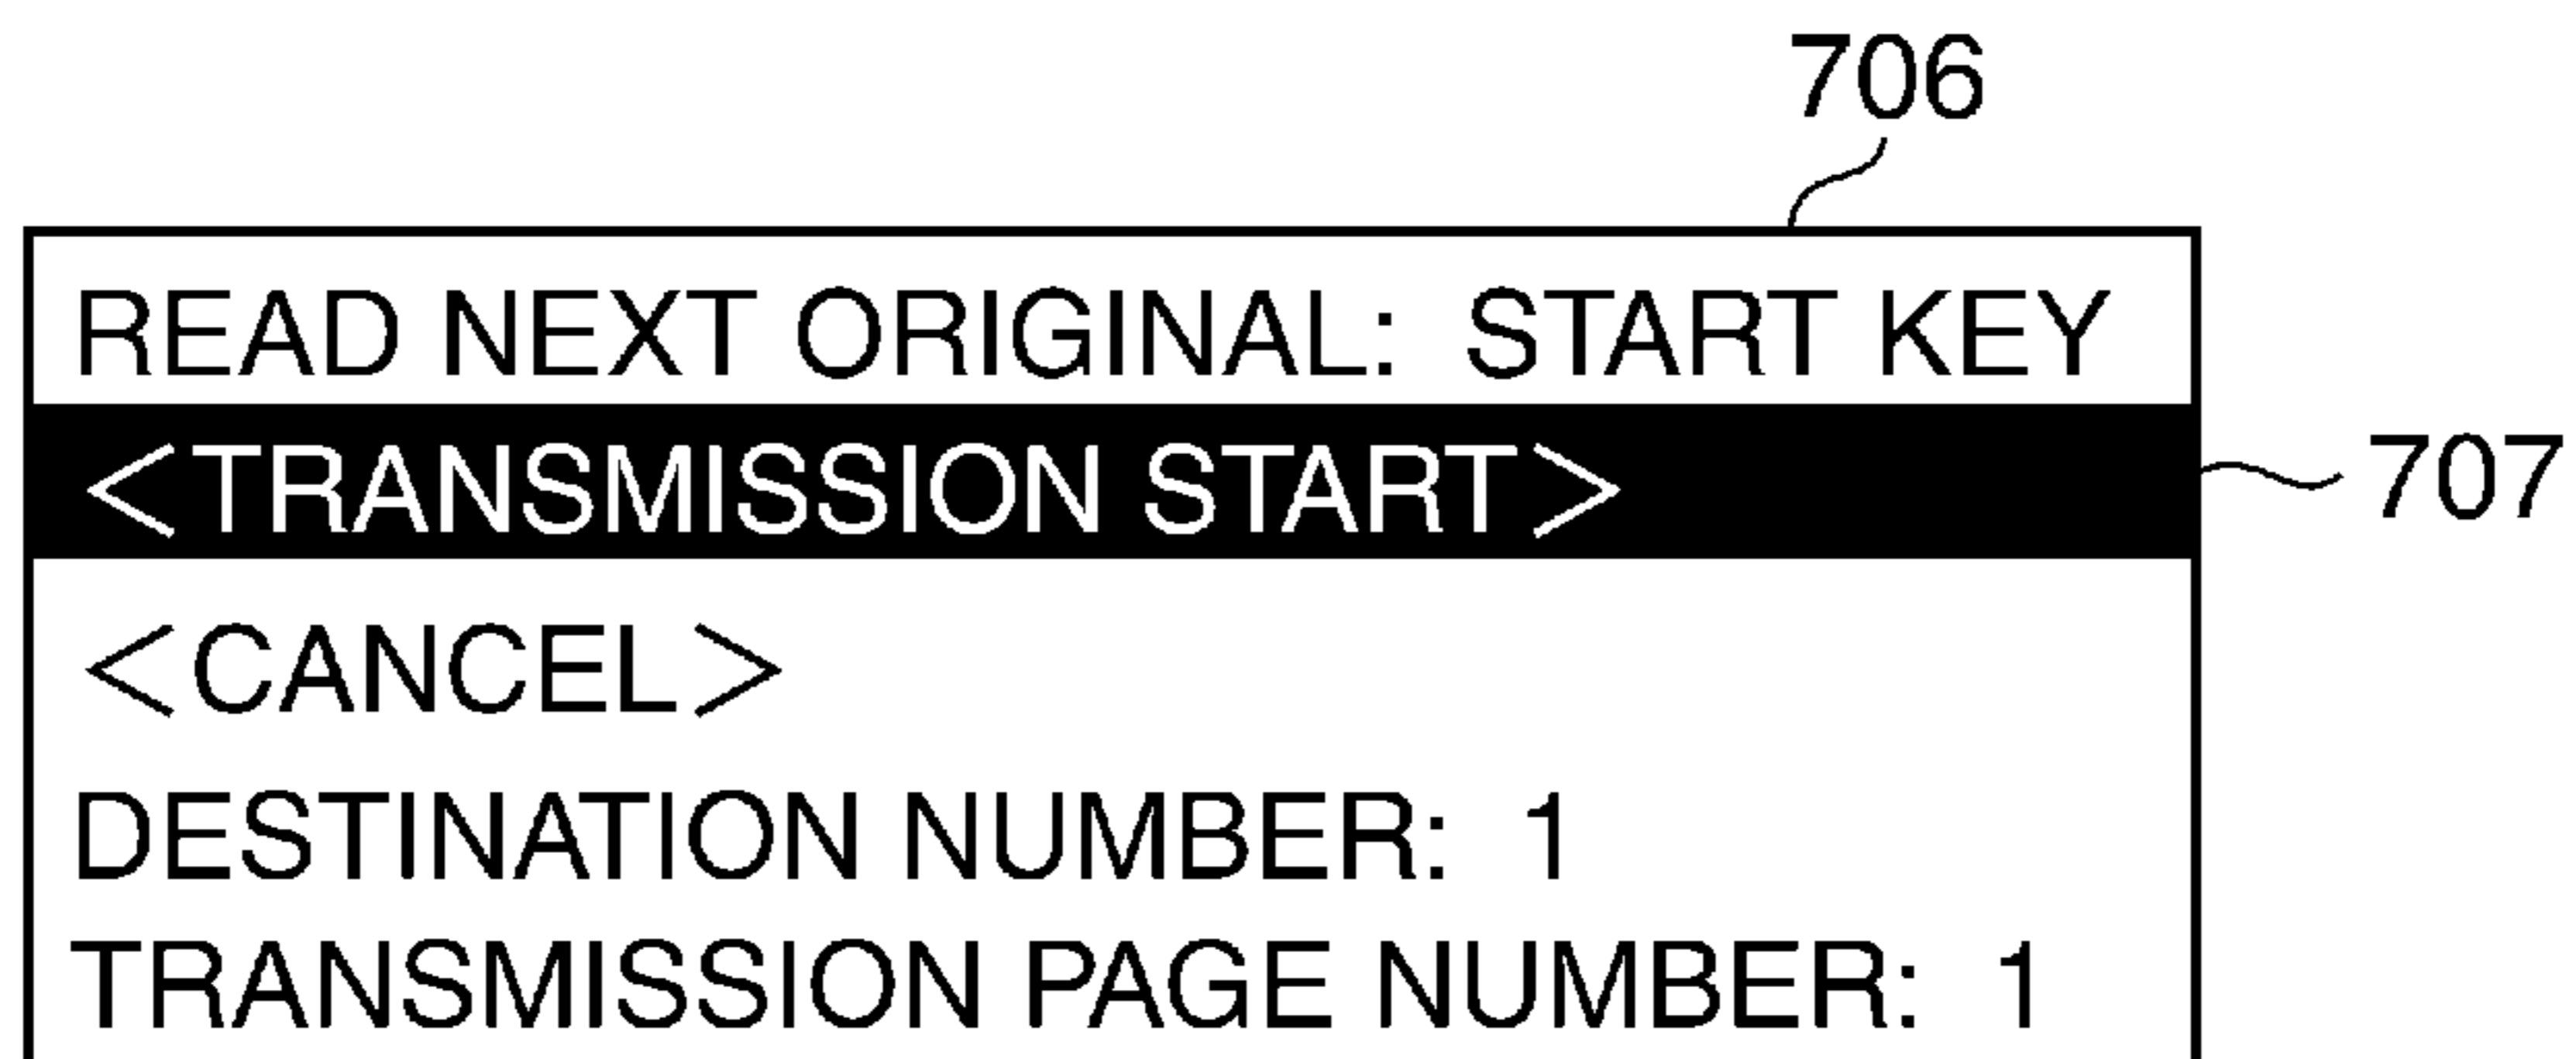 706
READ NEXT ORIGINAL: START KEY
<TRANSMISSION START>
707
<CANCEL>
DESTINATION NUMBER: 1
TRANSMISSION PAGE NUMBER: 1